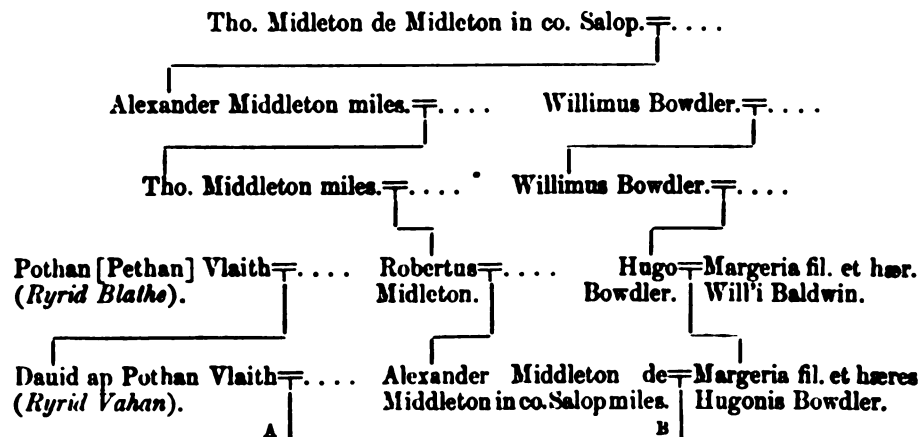 Tho. Midleton de Midleton in co. Salop.╤....
Alexander Middleton miles.╤.... Willimus Bowdler.╤....
Tho. Middleton miles.╤.... Willimus Bowdler.╤....
Pothan [Pethan] Vlaith╤.... Robertus╤.... Hugo╤Margeria fil. et hær.
(Ryrid Blathe). Midleton. Bowdler. Will'i Baldwin.
Dauid ap Pothan Vlaith╤.... Alexander Middleton de╤Margeria fil. et hæres
(Ryrid Vahan). Middleton in co. Salop miles. Hugonis Bowdler.
A B